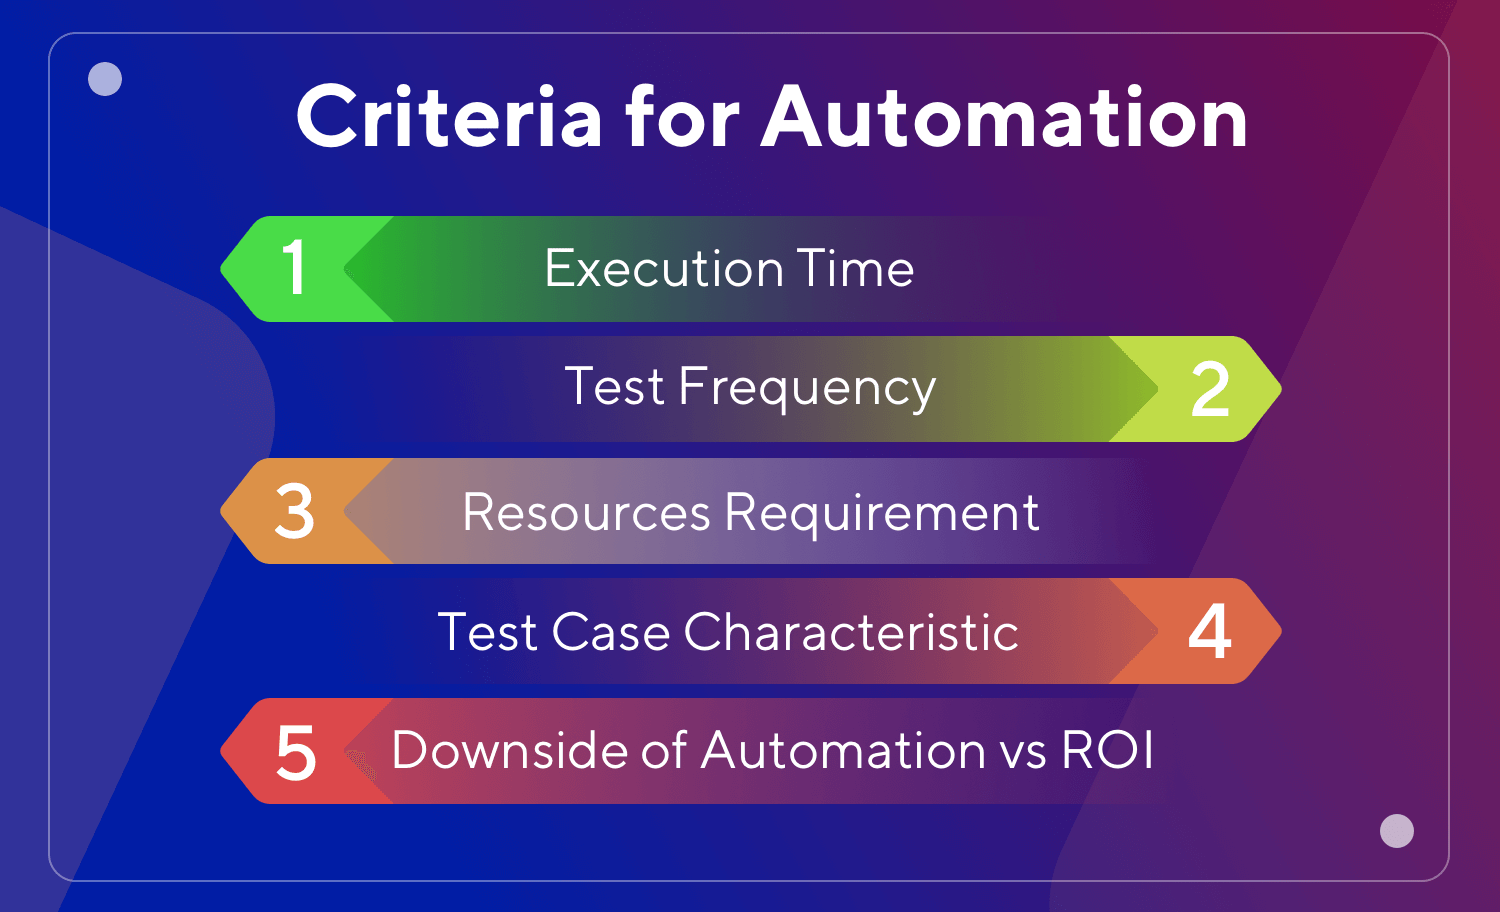 Criteria for Automation
1 Execution Time
Test Frequency 2
3 Resources Requirement
Test Case Characteristic 4
5 Downside of Automation vs ROI